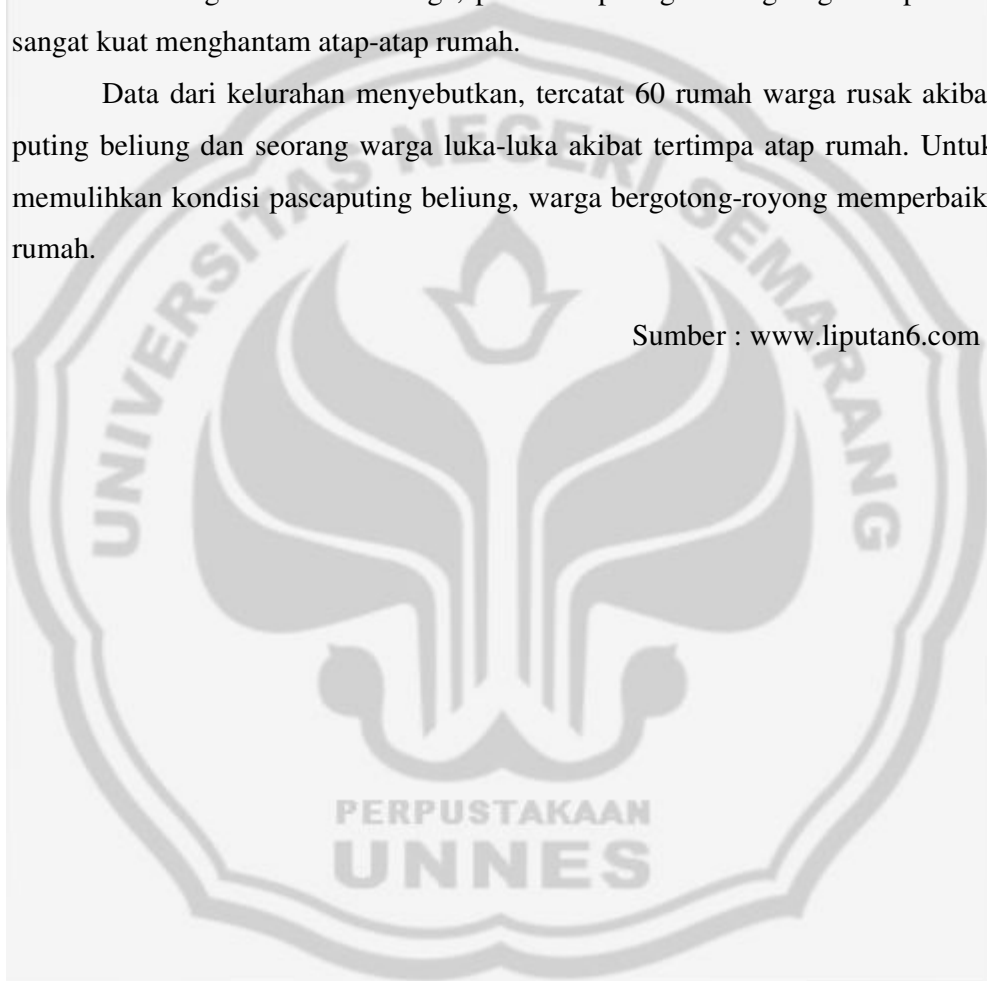 sangat kuat menghantam atap-atap rumah.
Data dari kelurahan menyebutkan, tercatat 60 rumah warga rusak akiba
puting beliung dan seorang warga luka-luka akibat tertimpa atap rumah. Untuk
memulihkan kondisi pascaputing beliung, warga bergotong-royong memperbaik
rumah.
Sumber : www.liputan6.com
UNIVERSITAS NEGERI SEMARANG
PERPUSTAKAAN
UNNES